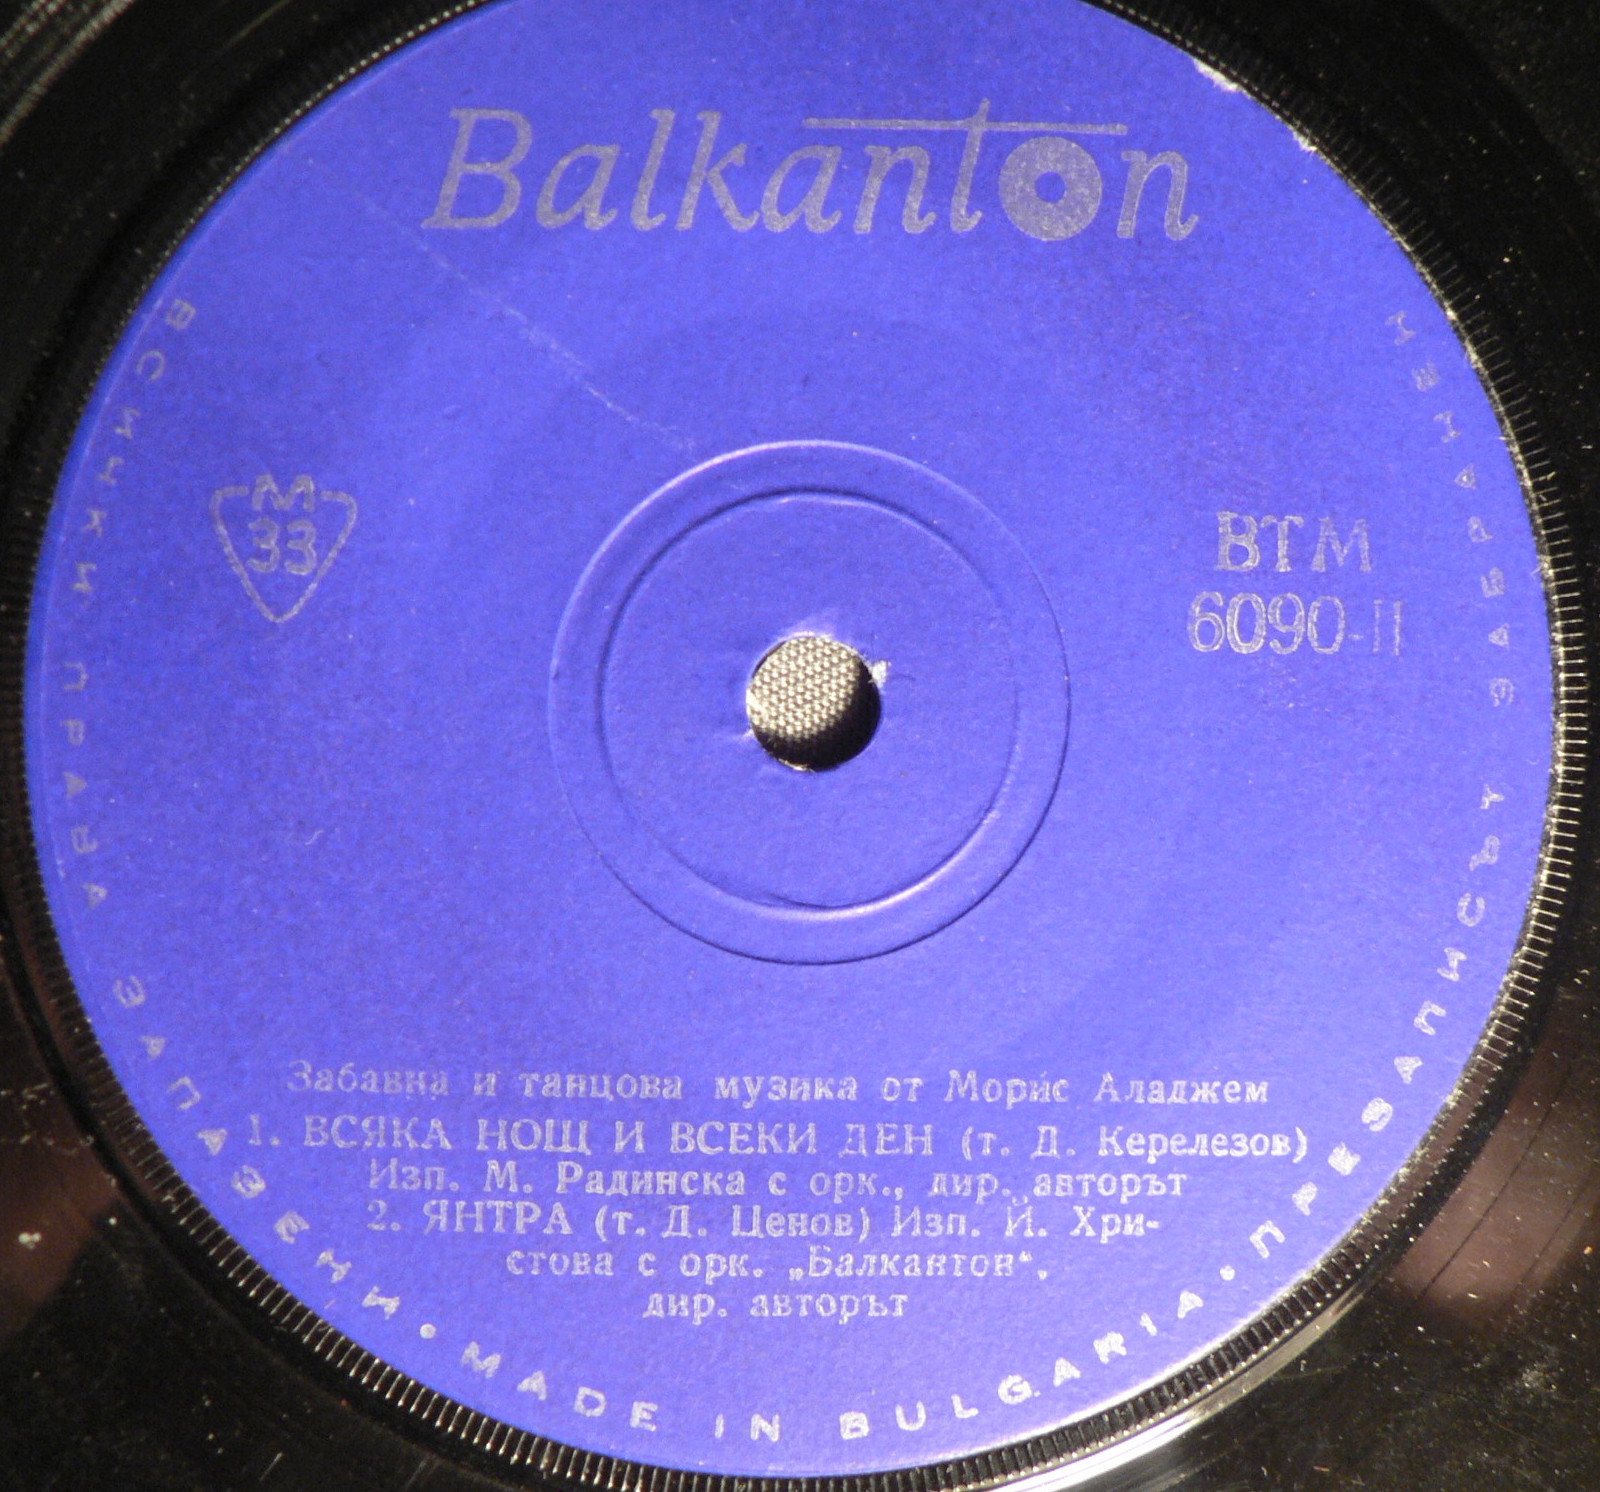 Balkanton
М
33
ВТМ
6090-II
Забавна и танцова музика от Морис Аладжем
1. ВСЯКА НОЩ И ВСЕКИ ДЕН (т. Д. Керелезов)
Изп. М. Радинска с орк., дир. авторът
2. ЯНТРА (т. Д. Ценов) Изп. Й. Хри-
стова с орк. „Балкантон“,
дир. авторът
ВСИЧКИ ПРАВА ЗАПАЗЕНИ • MADE IN BULGARIA • ПРЕЗАПИСЪТ Е ЗАБРАНЕН